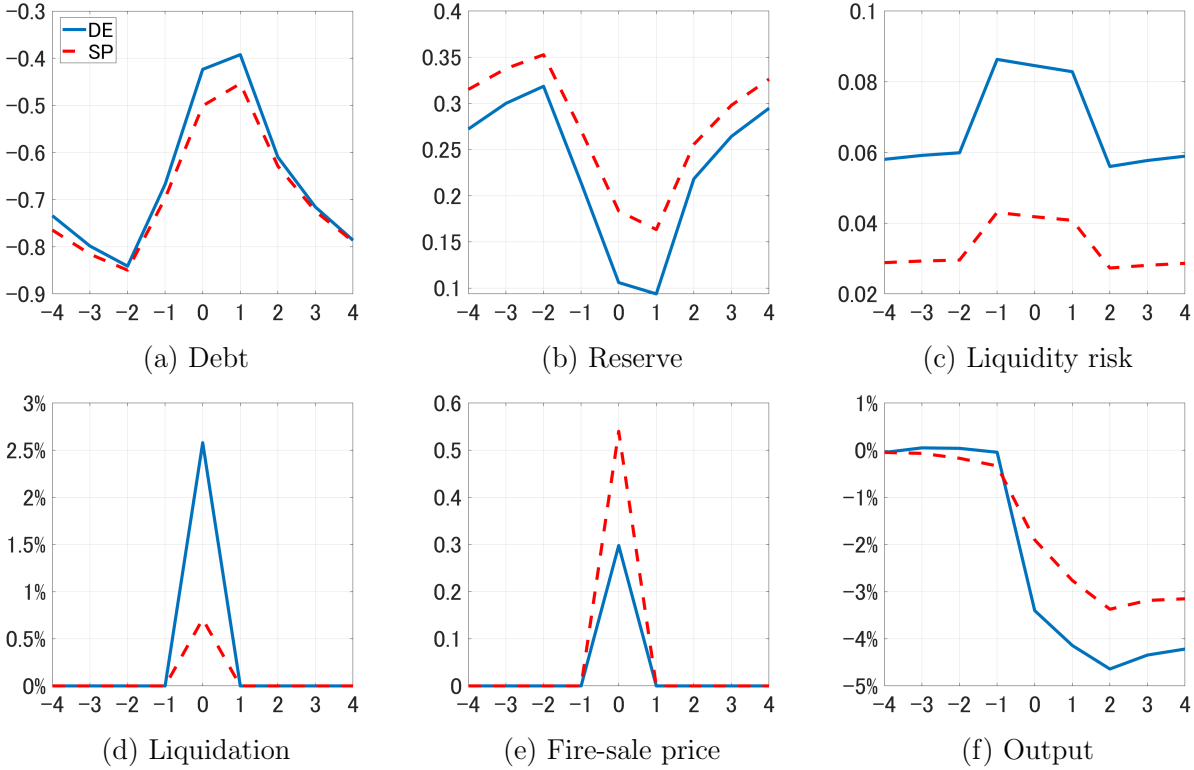 −0.3
−0.4
−0.5
−0.6
−0.7
−0.8
−0.9
DE
SP
−4 −3 −2 −1 0 1 2 3 4
(a) Debt
0.4
0.35
0.3
0.25
0.2
0.15
0.1
−4 −3 −2 −1 0 1 2 3 4
(b) Reserve
0.1
0.08
0.06
0.04
0.02
−4 −3 −2 −1 0 1 2 3 4
(c) Liquidity risk
3%
2.5%
2%
1.5%
1%
0.5%
0%
−4 −3 −2 −1 0 1 2 3 4
(d) Liquidation
0.6
0.5
0.4
0.3
0.2
0.1
0
−4 −3 −2 −1 0 1 2 3 4
(e) Fire-sale price
1%
0%
−1%
−2%
−3%
−4%
−5%
−4 −3 −2 −1 0 1 2 3 4
(f) Output